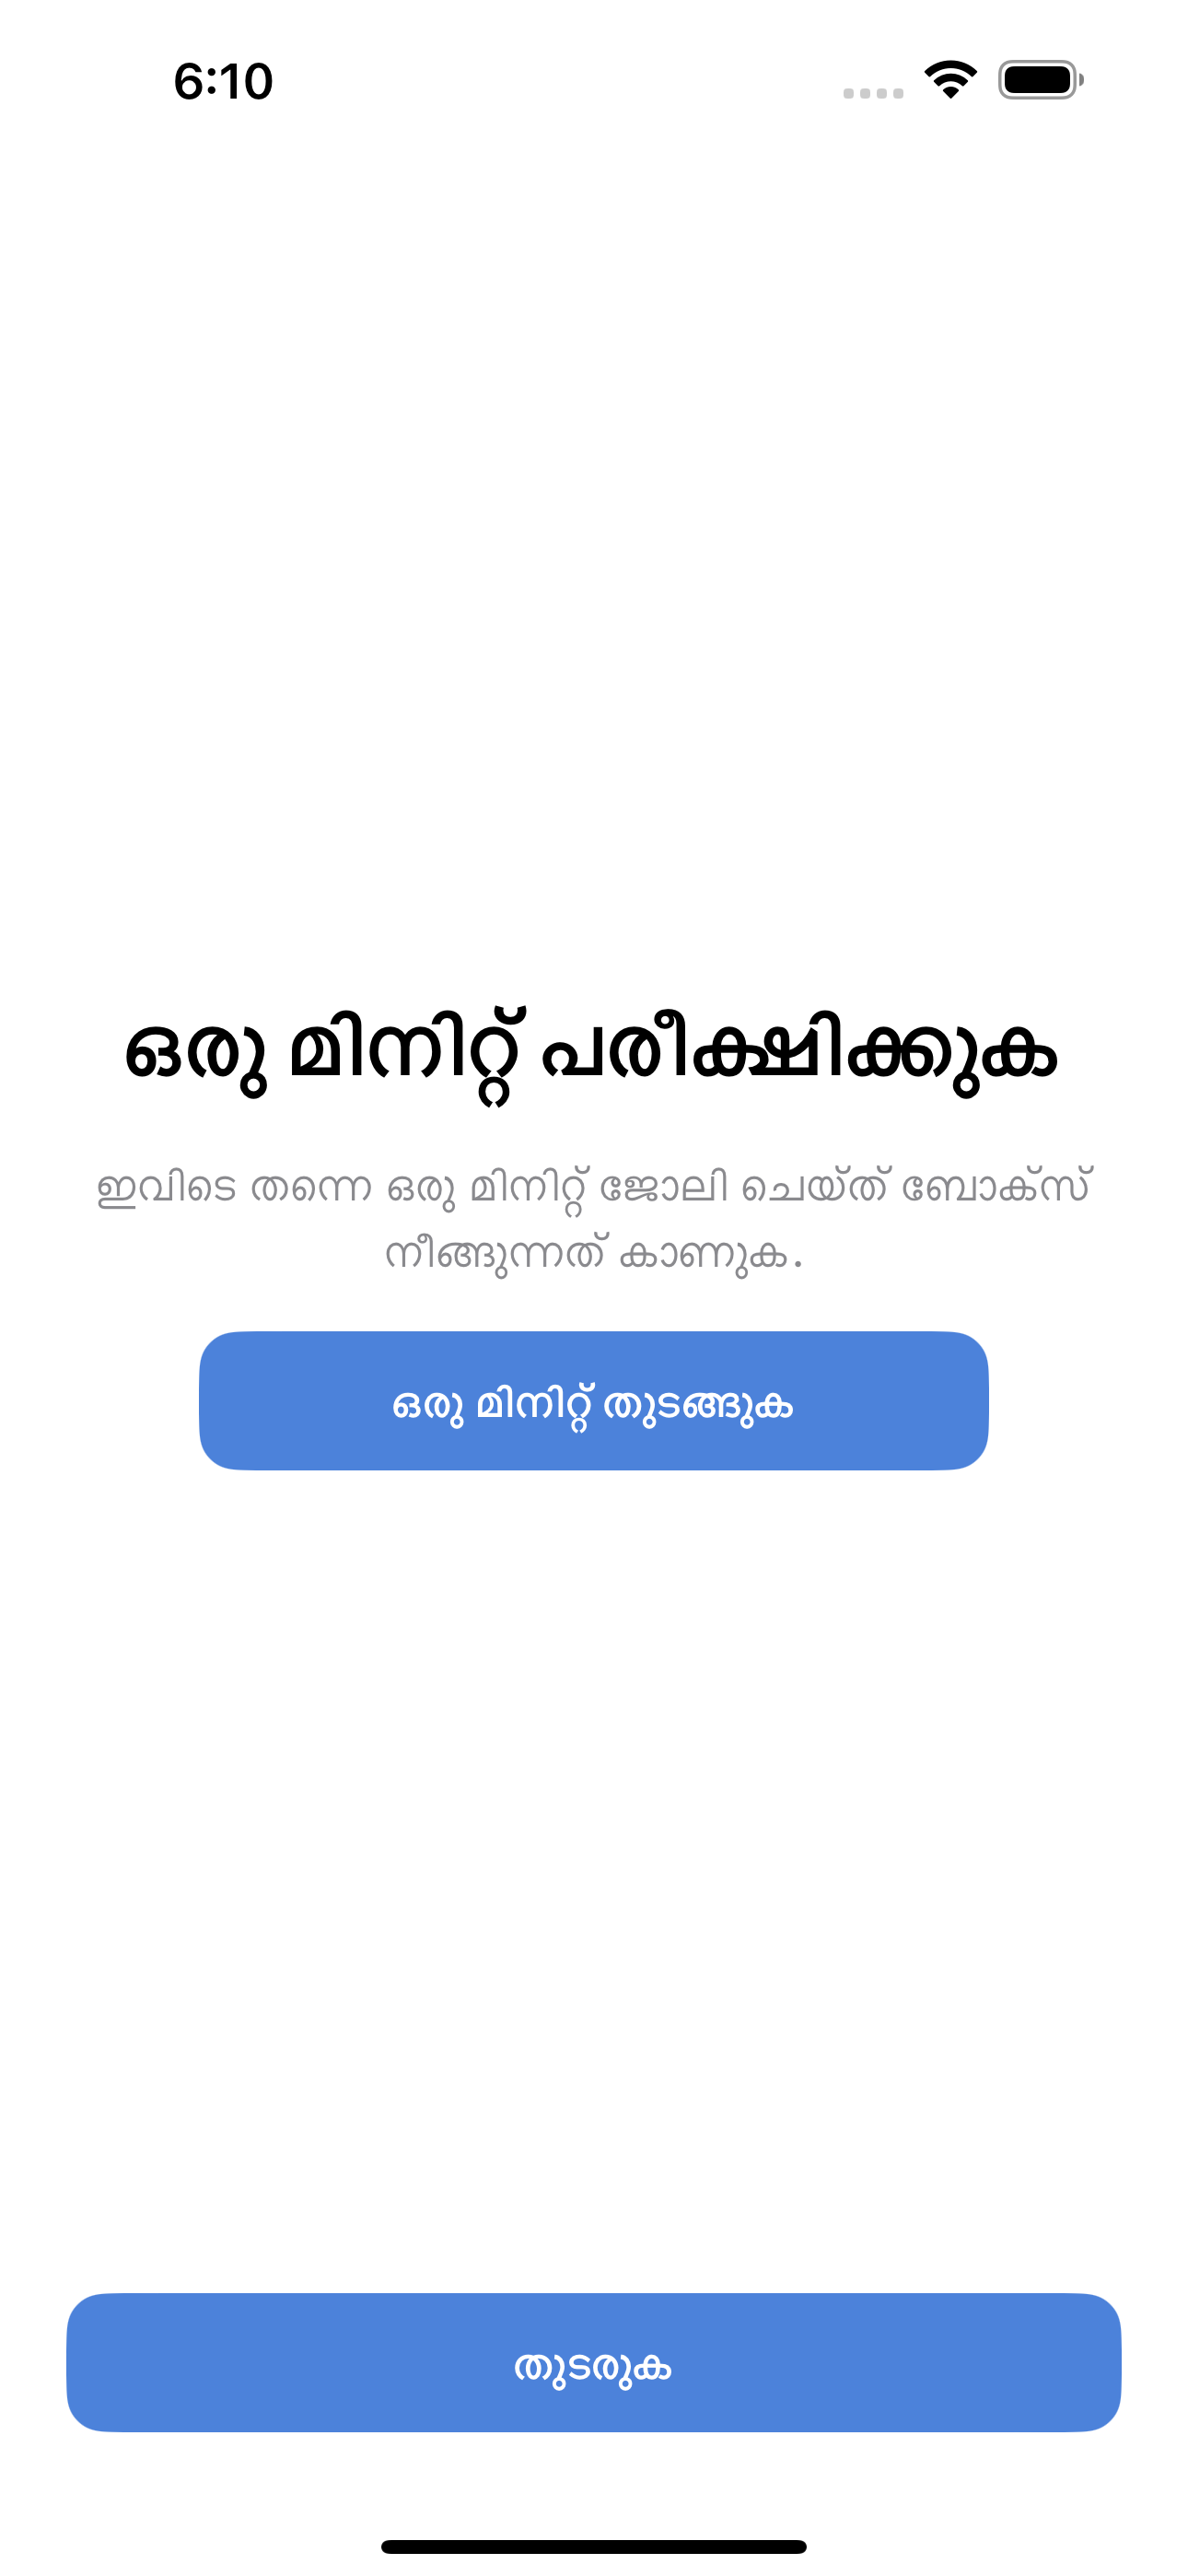 6:10
ഒരു മിനിറ്റ് പരീക്ഷിക്കുക
ഇവിടെ തന്നെ ഒരു മിനിറ്റ് ജോലി ചെയ്ത് ബോക്സ്
നീങ്ങുന്നത് കാണുക.
ഒരു മിനിറ്റ് തുടങ്ങുക
തുടരുക